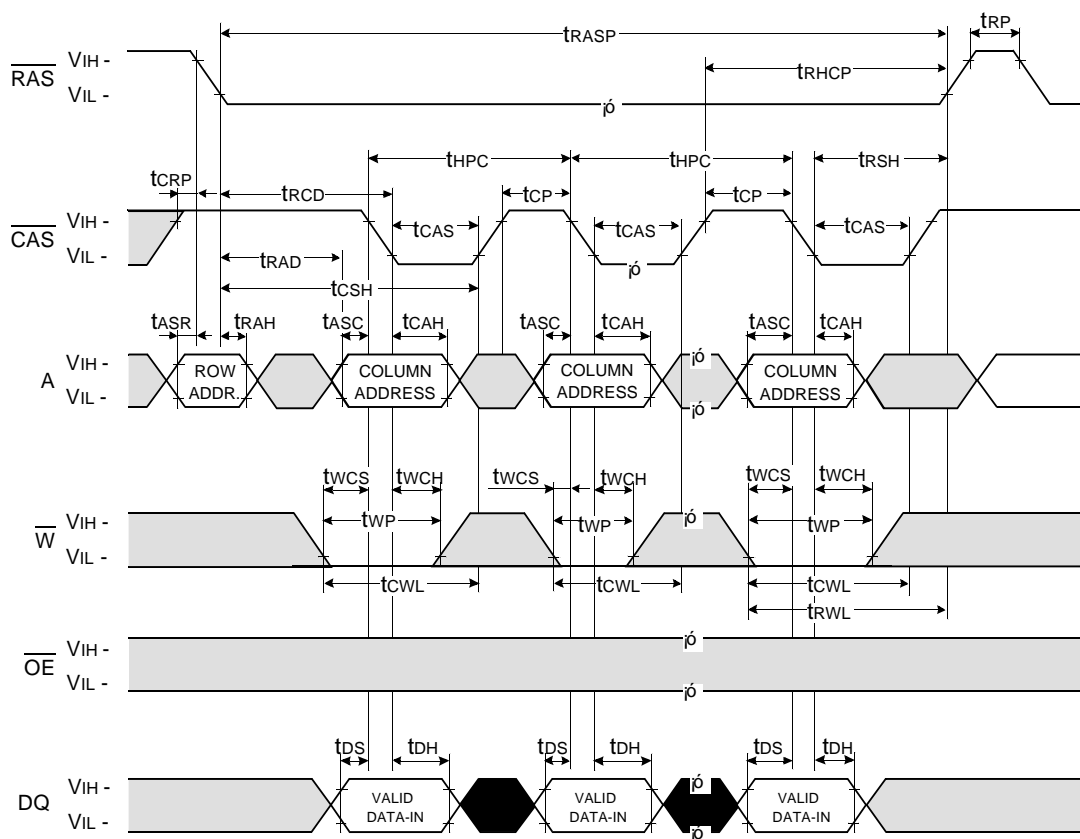 tRASP
tRP
RAS
VIH -
VIL -
tRHCP
¡ó
tHPC
tHPC
tRSH
tCRP
tRCD
tCP
tCP
CAS
VIH -
VIL -
tCAS
tCAS
tCAS
¡ó
tRAD
tCSH
tASR
tRAH
tASC
tCAH
tASC
tCAH
tASC
tCAH
A
VIH -
VIL -
ROW
ADDR.
COLUMN
ADDRESS
COLUMN
ADDRESS
¡ó
¡ó
COLUMN
ADDRESS
tWCS
tWCH
tWCS
tWCH
tWCS
tWCH
W
VIH -
VIL -
tWP
tWP
¡ó
tWP
tCWL
tCWL
tCWL
tRWL
OE
VIH -
VIL -
¡ó
¡ó
tDS
tDH
tDS
tDH
tDS
tDH
DQ
VIH -
VIL -
VALID
DATA-IN
VALID
DATA-IN
¡ó
¡ó
VALID
DATA-IN